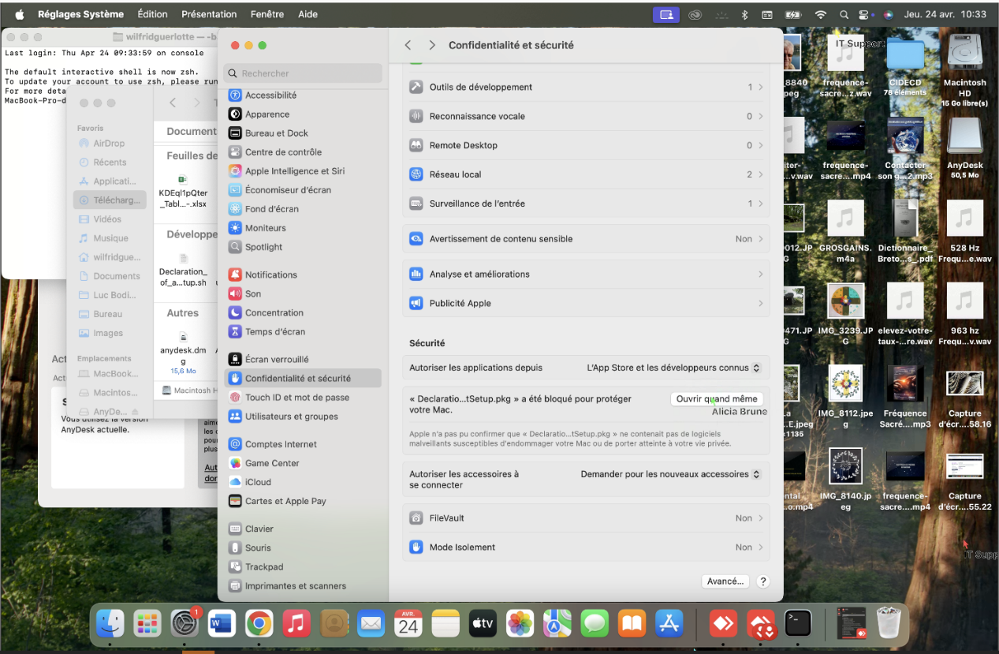 Réglages Système Édition Présentation Fenêtre Aide
Jeu. 24 avr. 10:33
wilfridguerlotte — -b
Last login: Thu Apr 24 09:33:59 on console
The default interactive shell is now zsh.
To update your account to use zsh, please run
For more deta
MacBook-Pro-d
Favoris
AirDrop
Récents
Applicati...
Télécharg...
Vidéos
Musique
wilfridgue...
Documents
Luc Bodi...
Bureau
Images
Emplacements
MacBook...
Macintos...
AnyDe...
Document
Feuilles de
KDEql1pQter
_Tabl...-.xlsx
Développe
Declaration_
of_a...tup.sh
Autres
anydesk.dm
g
15,6 Mo
Macintosh H
Act
Vous utilisez la version
AnyDesk actuelle.
Act
aime
les c
pour
plus
Aut
don
Rechercher
Accessibilité
Apparence
Bureau et Dock
Centre de contrôle
Apple Intelligence et Siri
Économiseur d'écran
Fond d'écran
Moniteurs
Spotlight
Notifications
Son
Concentration
Temps d'écran
Écran verrouillé
Confidentialité et sécurité
Touch ID et mot de passe
Utilisateurs et groupes
Comptes Internet
Game Center
iCloud
Cartes et Apple Pay
Clavier
Souris
Trackpad
Imprimantes et scanners
Confidentialité et sécurité
Outils de développement 1
Reconnaissance vocale 0
Remote Desktop 0
Réseau local 2
Surveillance de l'entrée 1
Avertissement de contenu sensible Non
Analyse et améliorations
Publicité Apple
Sécurité
Autoriser les applications depuis L'App Store et les développeurs connus
« Declaratio...tSetup.pkg » a été bloqué pour protéger
votre Mac.
Ouvrir quand même
Alicia Brune
Apple n'a pas pu confirmer que « Declaratio...tSetup.pkg » ne contenait pas de logiciels
malveillants susceptibles d'endommager votre Mac ou de porter atteinte à votre vie privée.
Autoriser les accessoires à
se connecter
Demander pour les nouveaux accessoires
FileVault Non
Mode Isolement Non
Avancé... ?
IT Support
_8840
peg
frequence-
sacre...z.wav
CIDECD
78 éléments
Macintosh
HD
15 Go libre(s)
iter-
...v.wav
frequence-
sacre....mp4
Contacter
son g...2.mp3
AnyDesk
50,5 Mo
0012.JP
G
GROSGAINS.
m4a
Dictionnaire_
Breto...s_.pdf
528 Hz
Frequ...e.wav
0471.JP
G
IMG_3239.JP
G
elevez-votre-
taux-...re.wav
963 hz
Frequ...v.wav
La
...E.jpeg
×1135
IMG_8112.jpe
g
Fréquence
Sacré....mp3
Capture
d'écr...58.16
ntal
...o.mp4
IMG_8140.jp
eg
frequence-
sacre....mp4
Capture
d'écr...55.22
IT Supp
1
AVR.
24
tv